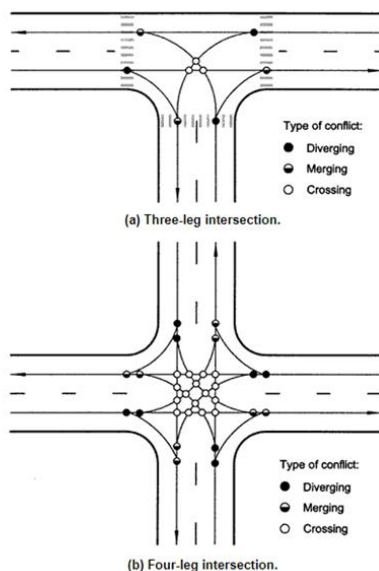 Type of conflict:
Diverging
Merging
Crossing
(a) Three-leg intersection.
Type of conflict:
Diverging
Merging
Crossing
(b) Four-leg intersection.